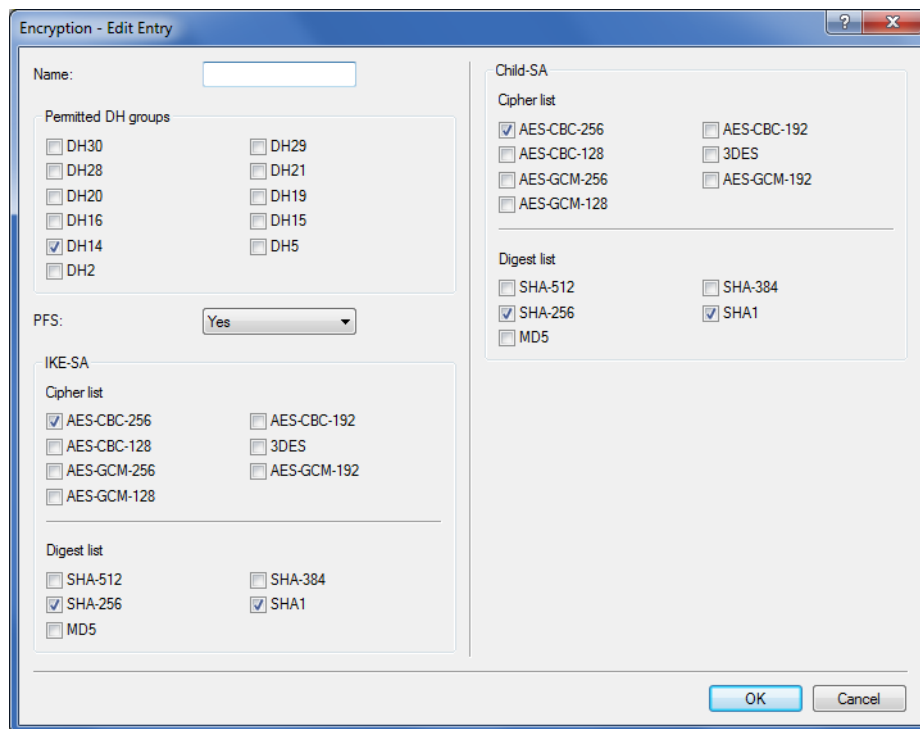 Encryption - Edit Entry
Name:
Permitted DH groups
DH30 DH29
DH28 DH21
DH20 DH19
DH16 DH15
DH14 DH5
DH2
PFS: Yes
IKE-SA
Cipher list
AES-CBC-256 AES-CBC-192
AES-CBC-128 3DES
AES-GCM-256 AES-GCM-192
AES-GCM-128
Digest list
SHA-512 SHA-384
SHA-256 SHA1
MD5
Child-SA
Cipher list
AES-CBC-256 AES-CBC-192
AES-CBC-128 3DES
AES-GCM-256 AES-GCM-192
AES-GCM-128
Digest list
SHA-512 SHA-384
SHA-256 SHA1
MD5
OK Cancel